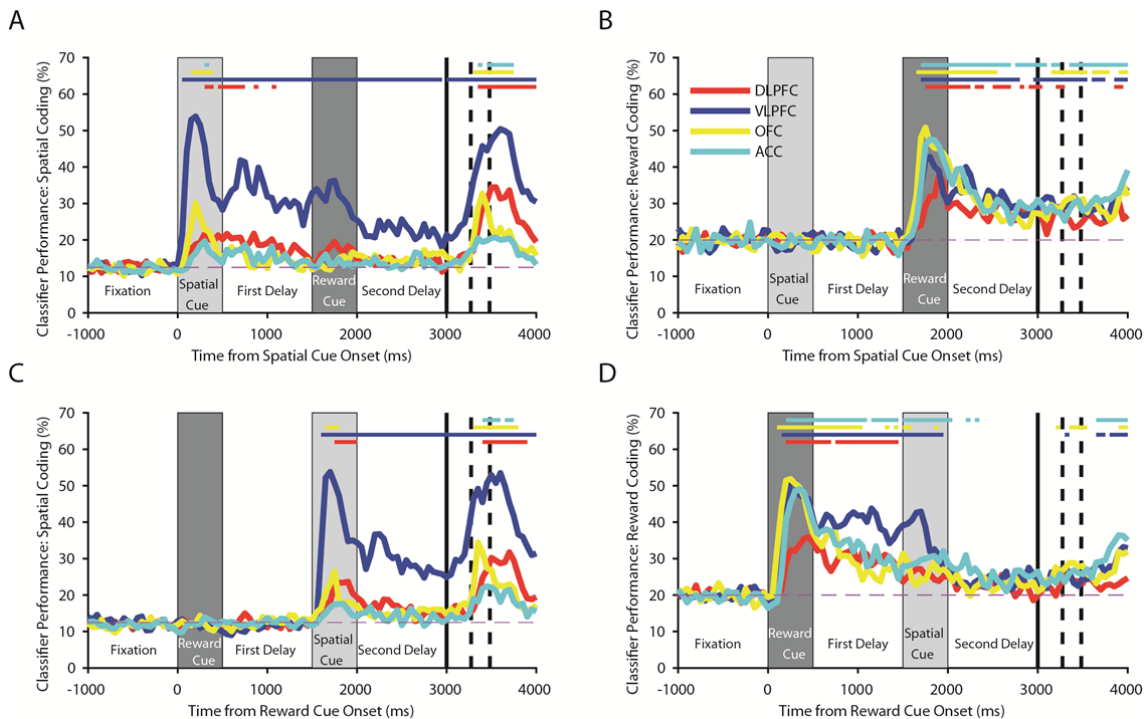 A
Classifier Performance: Spatial Coding (%)
70
60
50
40
30
20
10
0
Fixation
Spatial
Cue
First Delay
Reward
Cue
Second Delay
-1000
0
1000
2000
3000
4000
Time from Spatial Cue Onset (ms)
B
Classifier Performance: Reward Coding (%)
70
60
50
40
30
20
10
0
DLPFC
VLPFC
OFC
ACC
Fixation
Spatial
Cue
First Delay
Reward
Cue
Second Delay
-1000
0
1000
2000
3000
4000
Time from Spatial Cue Onset (ms)
C
Classifier Performance: Spatial Coding (%)
70
60
50
40
30
20
10
0
Fixation
Reward
Cue
First Delay
Spatial
Cue
Second Delay
-1000
0
1000
2000
3000
4000
Time from Reward Cue Onset (ms)
D
Classifier Performance: Reward Coding (%)
70
60
50
40
30
20
10
0
Fixation
Reward
Cue
First Delay
Spatial
Cue
Second Delay
-1000
0
1000
2000
3000
4000
Time from Reward Cue Onset (ms)